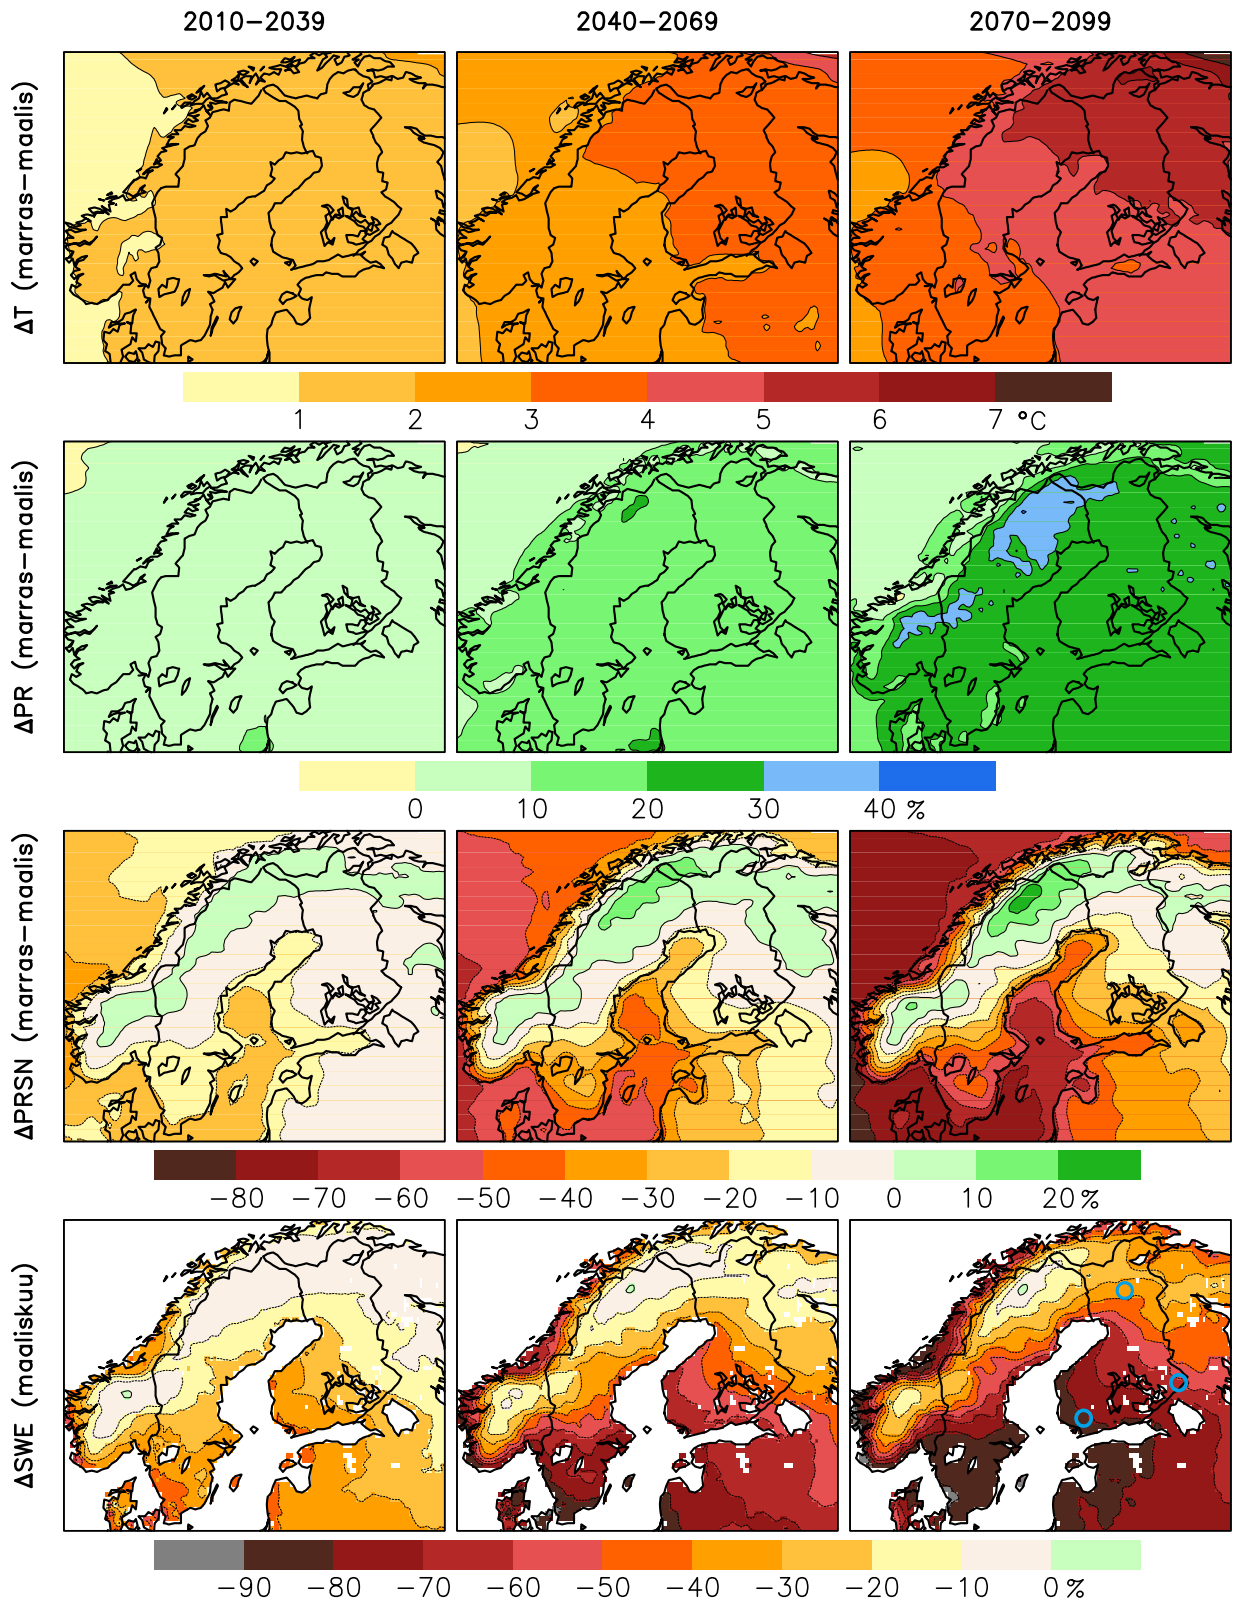 2010−2039 2040−2069 2070−2099
ΔT (marras−maalis)
1 2 3 4 5 6 7 °C
ΔPR (marras−maalis)
0 10 20 30 40 %
ΔPRSN (marras−maalis)
−80 −70 −60 −50 −40 −30 −20 −10 0 10 20%
ΔSWE (maaliskuu)
−90 −80 −70 −60 −50 −40 −30 −20 −10 0 %